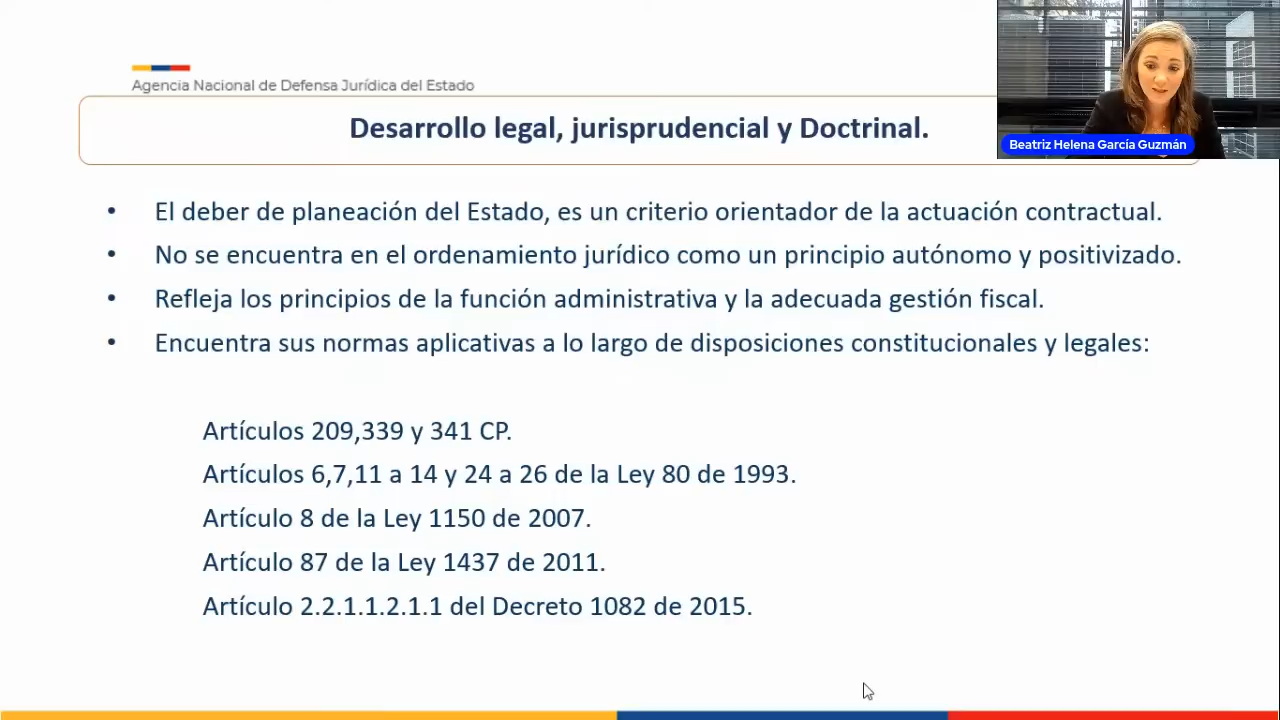 Agencia Nacional de Defensa Jurídica del Estado
Desarrollo legal, jurisprudencial y Doctrinal.
Beatriz Helena García Guzmán
• El deber de planeación del Estado, es un criterio orientador de la actuación contractual.
• No se encuentra en el ordenamiento jurídico como un principio autónomo y positivizado.
• Refleja los principios de la función administrativa y la adecuada gestión fiscal.
• Encuentra sus normas aplicativas a lo largo de disposiciones constitucionales y legales:
Artículos 209,339 y 341 CP.
Artículos 6,7,11 a 14 y 24 a 26 de la Ley 80 de 1993.
Artículo 8 de la Ley 1150 de 2007.
Artículo 87 de la Ley 1437 de 2011.
Artículo 2.2.1.1.2.1.1 del Decreto 1082 de 2015.